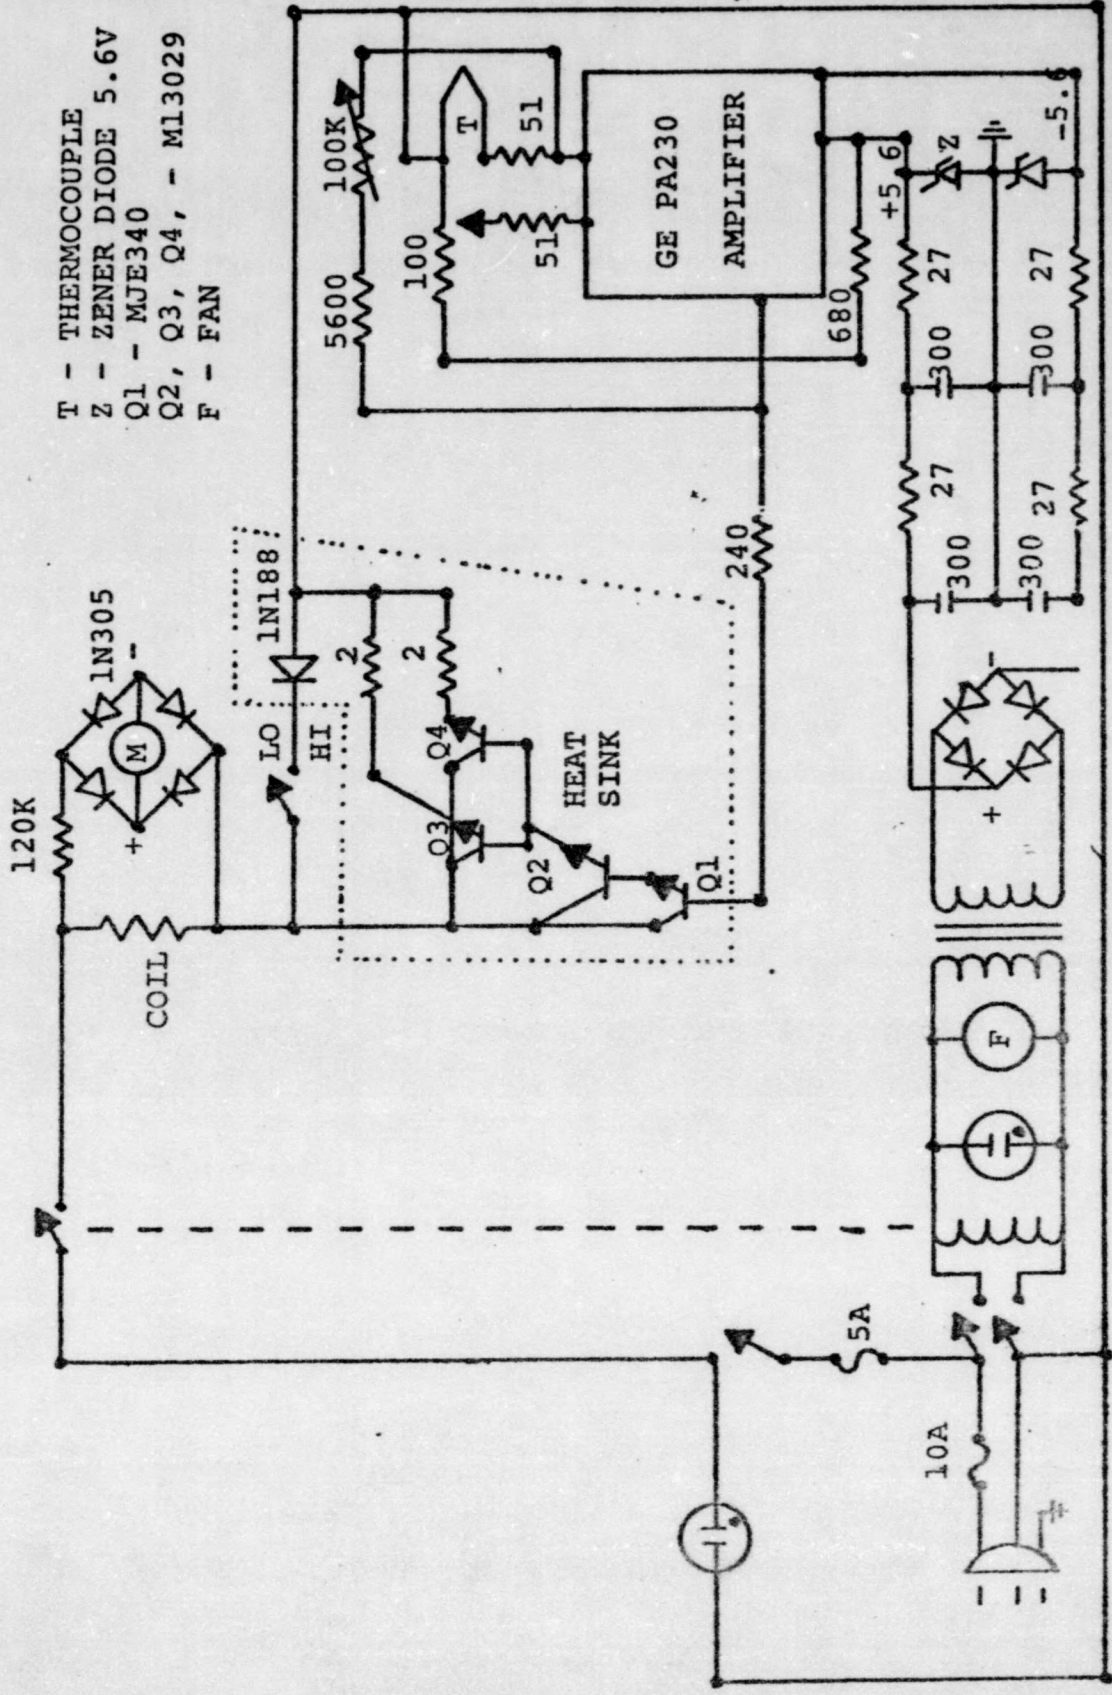 T - THERMOCOUPLE
Z - ZENER DIODE 5.6V
Q1 - MJE340
Q2, Q3, Q4, - M13029
F - FAN
120K
1N305
+
M
-
COIL
LO
HI
1N188
2
2
Q4
Q3
Q2
Q1
HEAT
SINK
240
5600
100K
100
T
51
51
GE PA230
AMPLIFIER
680
+5 6
Z
-5.6
27
27
300
300
27
27
300
300
+
-
F
5A
10A